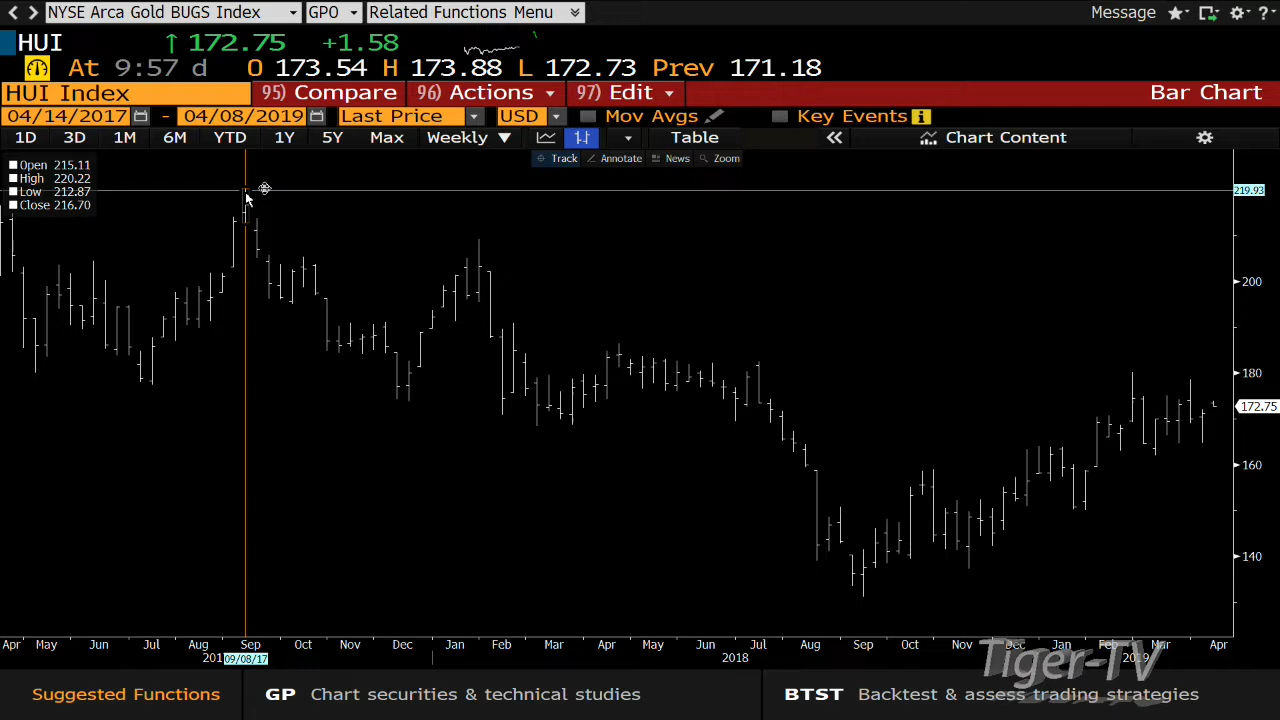 NYSE Arca Gold BUGS Index GPO Related Functions Menu Message ?
HUI ↑ 172.75 +1.58
At 9:57 d O 173.54 H 173.88 L 172.73 Prev 171.18
HUI Index 95) Compare 96) Actions 97) Edit Bar Chart
04/14/2017 - 04/08/2019 Last Price USD Mov Avgs Key Events i
1D 3D 1M 6M YTD 1Y 5Y Max Weekly ▼ Table Chart Content
Track Annotate News Zoom
Open 215.11
High 220.22
Low 212.87
Close 216.70
219.93
200
180
172.75
160
140
Apr May Jun Jul Aug Sep Oct Nov Dec Jan Feb Mar Apr May Jun Jul Aug Sep Oct Nov Dec Jan Feb Mar Apr
201 09/08/17 2018 2019
Tiger-TV
Suggested Functions GP Chart securities & technical studies BTST Backtest & assess trading strategies